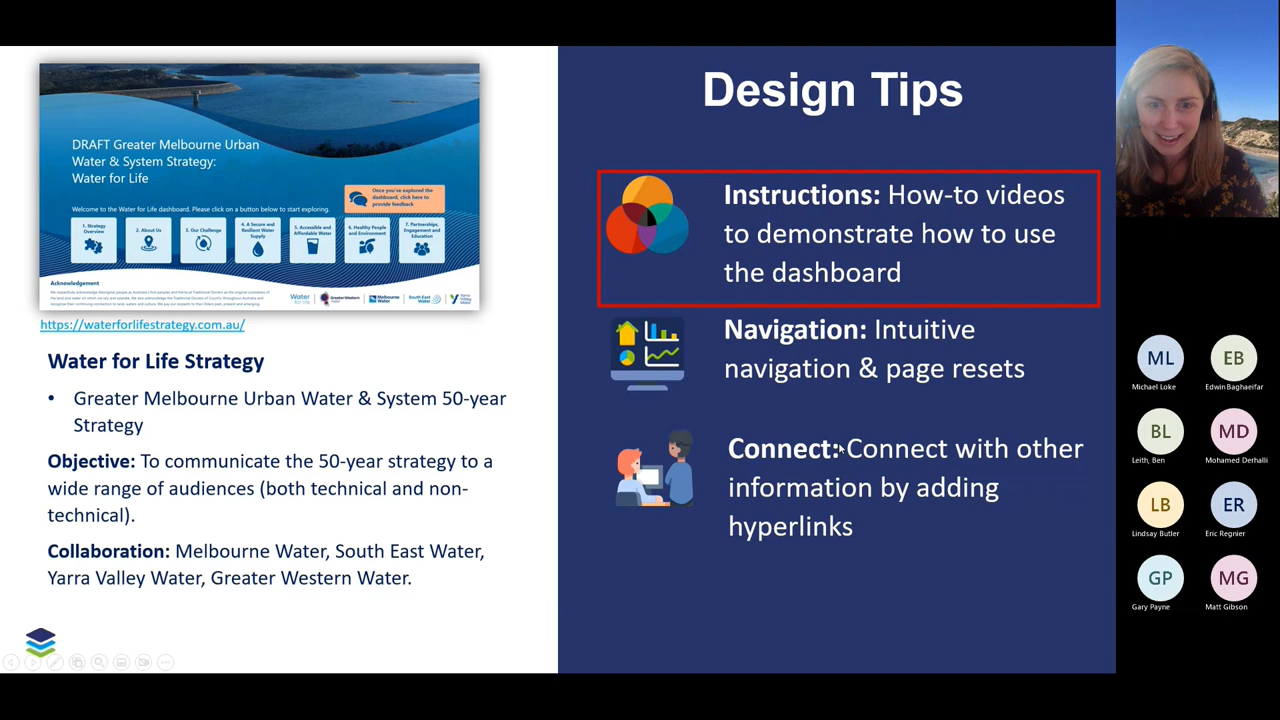 DRAFT Greater Melbourne Urban
Water & System Strategy:
Water for Life
Once you've explored the
dashboard, click here to
provide feedback
Welcome to the Water for Life dashboard. Please click on a button below to start exploring.
1. Strategy
Overview
2. About Us
3. Our Challenge
4. A Secure and
Resilient Water
Supply
5. Accessible and
Affordable Water
6. Healthy People
and Environment
7. Partnerships,
Engagement and
Education
Acknowledgement
Water
for life
Greater
Western
Water
Melbourne
Water
South East
Water
Yarra
Valley
Water
https://waterforlifestrategy.com.au/
Water for Life Strategy
• Greater Melbourne Urban Water & System 50-year
Strategy
Objective: To communicate the 50-year strategy to a
wide range of audiences (both technical and non-
technical).
Collaboration: Melbourne Water, South East Water,
Yarra Valley Water, Greater Western Water.
Design Tips
Instructions: How-to videos
to demonstrate how to use
the dashboard
Navigation: Intuitive
navigation & page resets
Connect: Connect with other
information by adding
hyperlinks
ML
Michael Loke
EB
Edwin Baghaeifar
BL
Leith, Ben
MD
Mohamed Derhalli
LB
Lindsay Butler
ER
Eric Regnier
GP
Gary Payne
MG
Matt Gibson